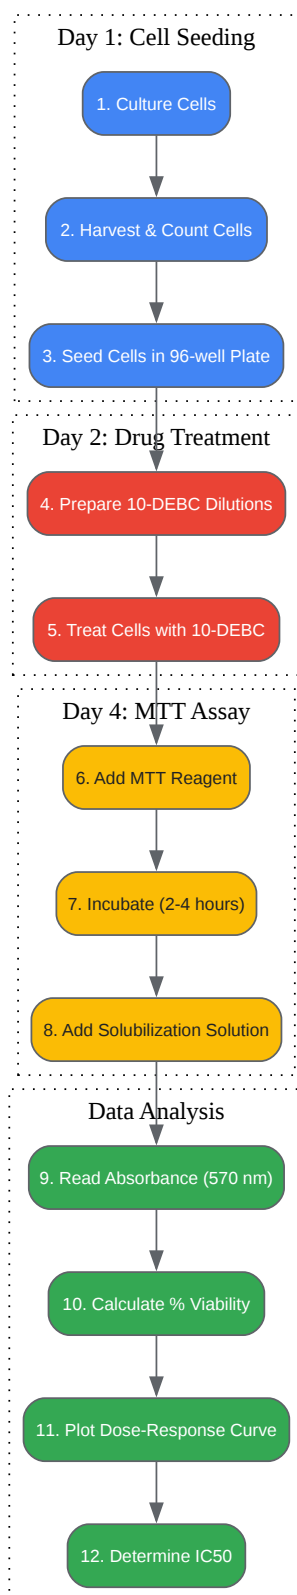 Day 1: Cell Seeding
1. Culture Cells
2. Harvest & Count Cells
3. Seed Cells in 96-well Plate
Day 2: Drug Treatment
4. Prepare 10-DEBC Dilutions
5. Treat Cells with 10-DEBC
Day 4: MTT Assay
6. Add MTT Reagent
7. Incubate (2-4 hours)
8. Add Solubilization Solution
Data Analysis
9. Read Absorbance (570 nm)
10. Calculate % Viability
11. Plot Dose-Response Curve
12. Determine IC50